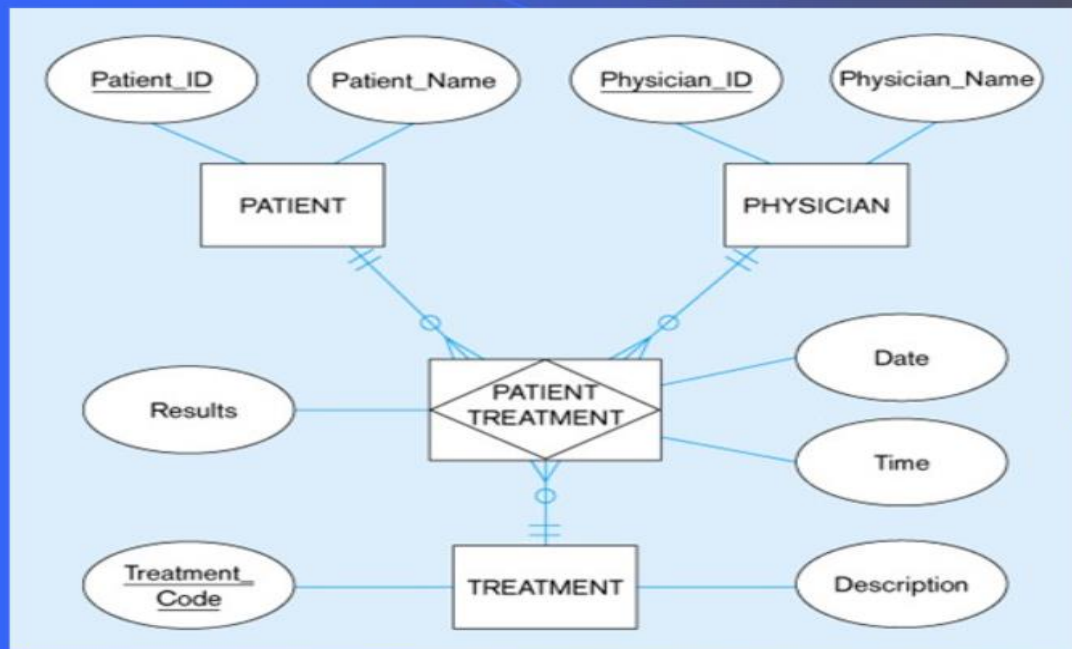 Patient_ID
Patient_Name
Physician_ID
Physician_Name
PATIENT
PHYSICIAN
Date
PATIENT
TREATMENT
Results
Time
Treatment_
Code
TREATMENT
Description